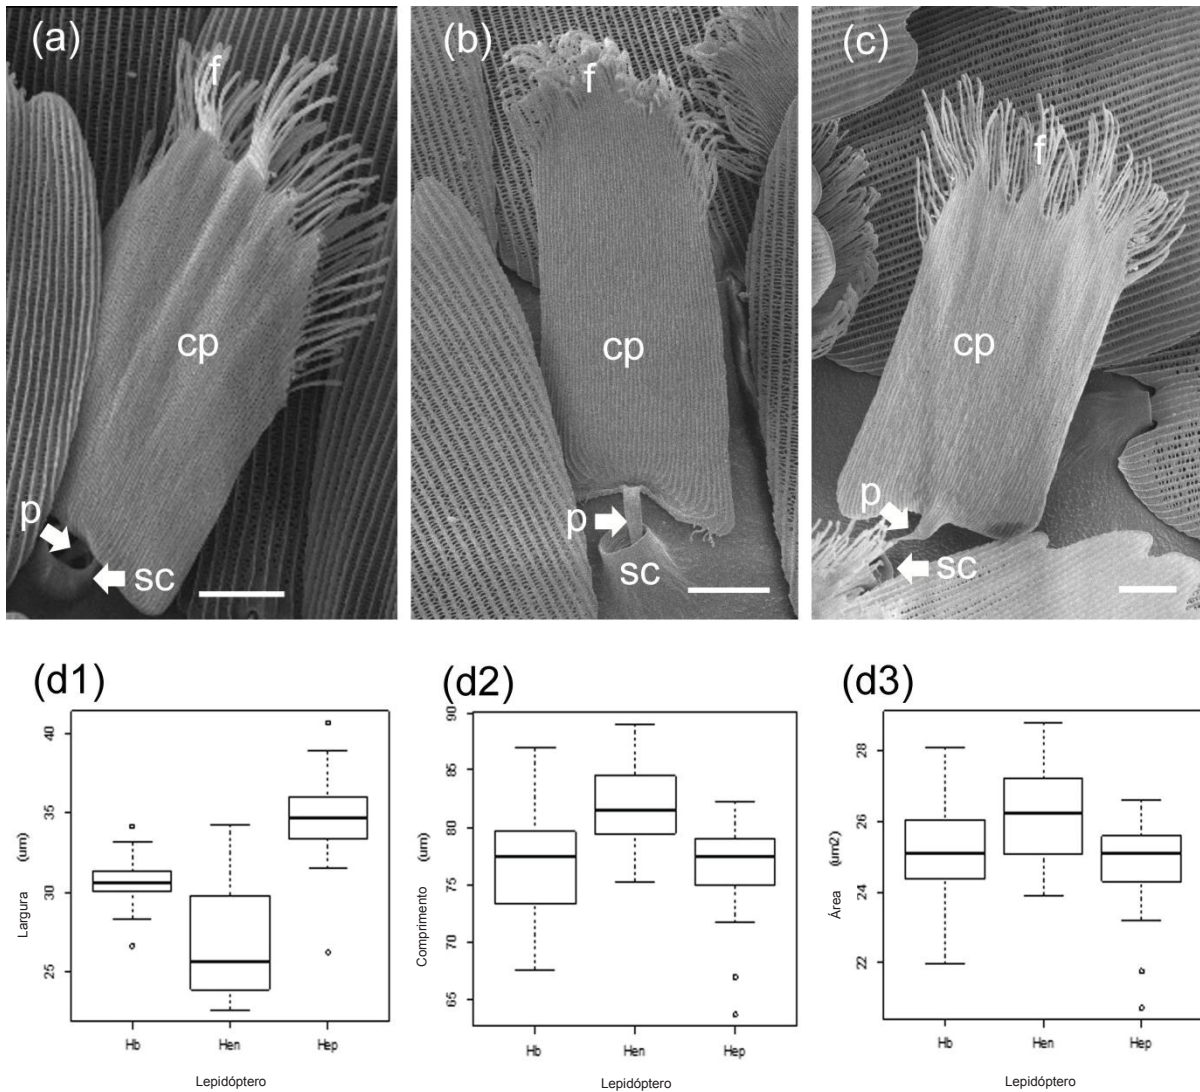 (a)
f
cp
p
sc
(b)
f
cp
p
sc
(c)
f
cp
p
sc
(d1)
40
35
30
25
Largura (um)
Hb Hen Hep
Lepidóptero
(d2)
90
85
80
75
70
65
Comprimento (um)
Hb Hen Hep
Lepidóptero
(d3)
28
26
24
22
Área (um2)
Hb Hen Hep
Lepidóptero